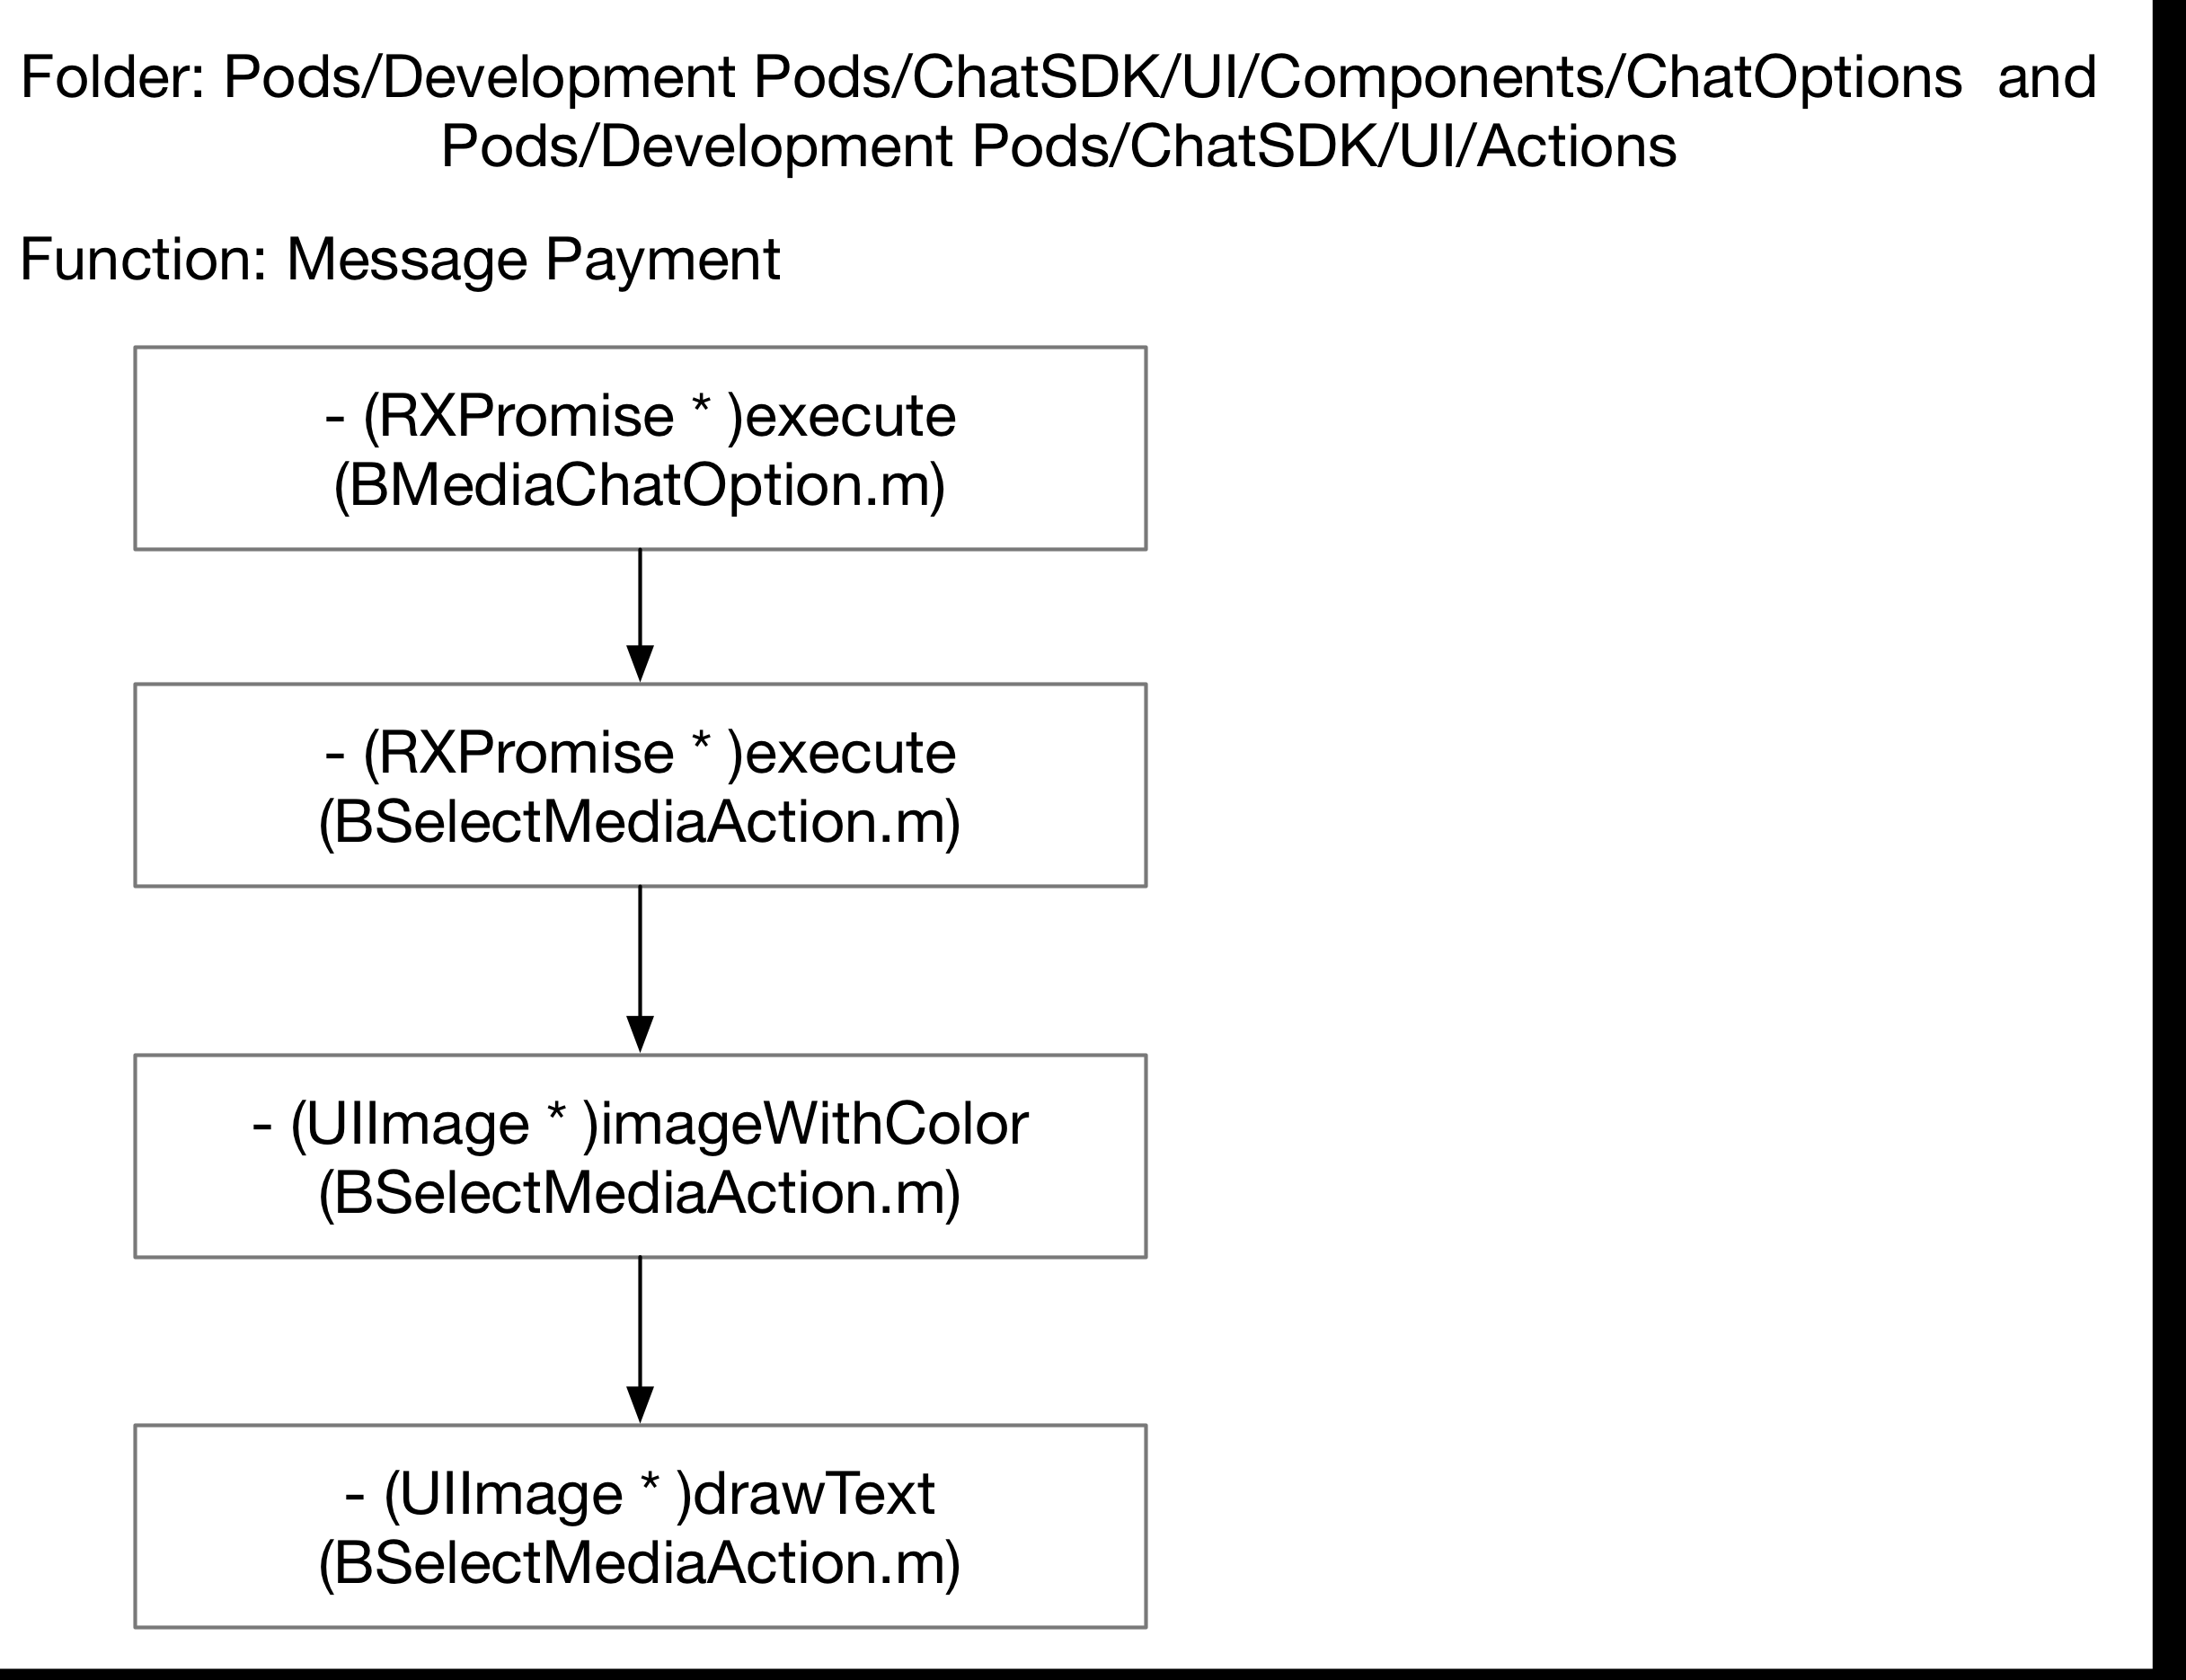 Folder: Pods/Development Pods/ChatSDK/UI/Components/ChatOptions and
Pods/Development Pods/ChatSDK/UI/Actions
Function: Message Payment
- (RXPromise * )execute
(BMediaChatOption.m)
- (RXPromise * )execute
(BSelectMediaAction.m)
- (UIImage * )imageWithColor
(BSelectMediaAction.m)
- (UIImage * )drawText
(BSelectMediaAction.m)